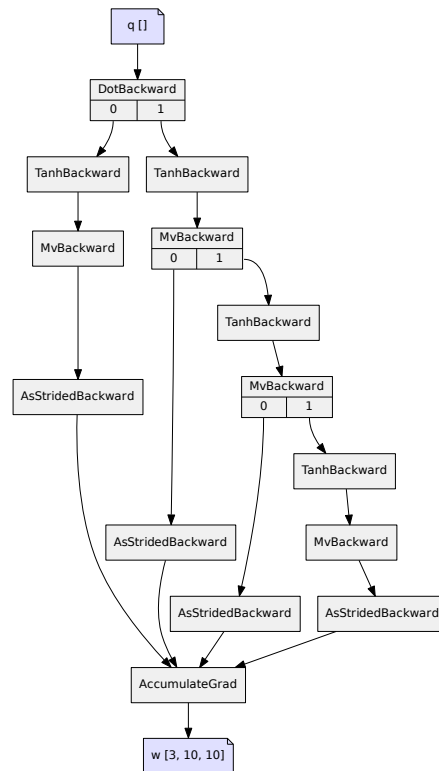 q []
DotBackward
0 1
TanhBackward
TanhBackward
MvBackward
MvBackward
0 1
TanhBackward
MvBackward
0 1
AsStridedBackward
TanhBackward
AsStridedBackward
MvBackward
AsStridedBackward
AsStridedBackward
AccumulateGrad
w [3, 10, 10]